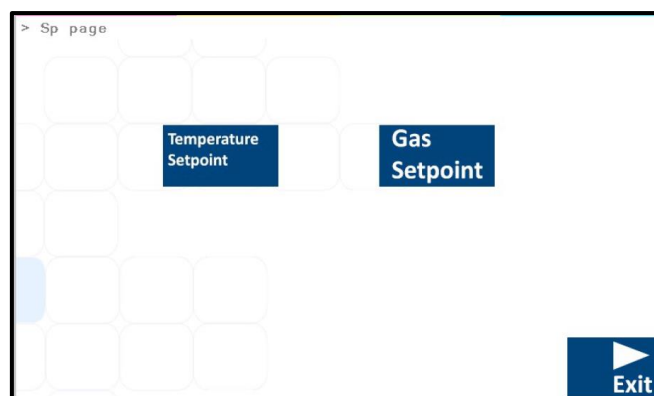 > Sp page
Temperature
Setpoint
Gas
Setpoint
Exit